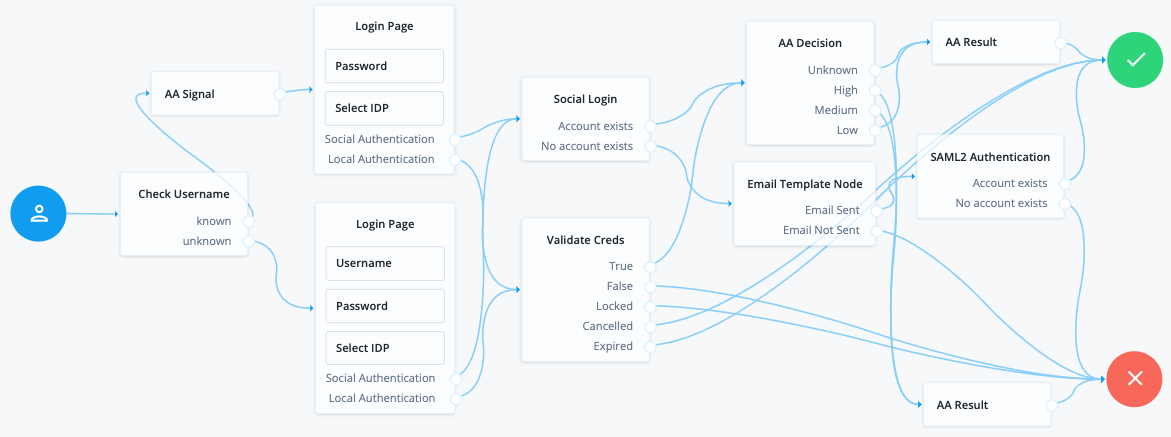 AA Signal
Check Username
known
unknown
Login Page
Password
Select IDP
Social Authentication
Local Authentication
Login Page
Username
Password
Select IDP
Social Authentication
Local Authentication
Social Login
Account exists
No account exists
Validate Creds
True
False
Locked
Cancelled
Expired
AA Decision
Unknown
High
Medium
Low
Email Template Node
Email Sent
Email Not Sent
AA Result
SAML2 Authentication
Account exists
No account exists
AA Result